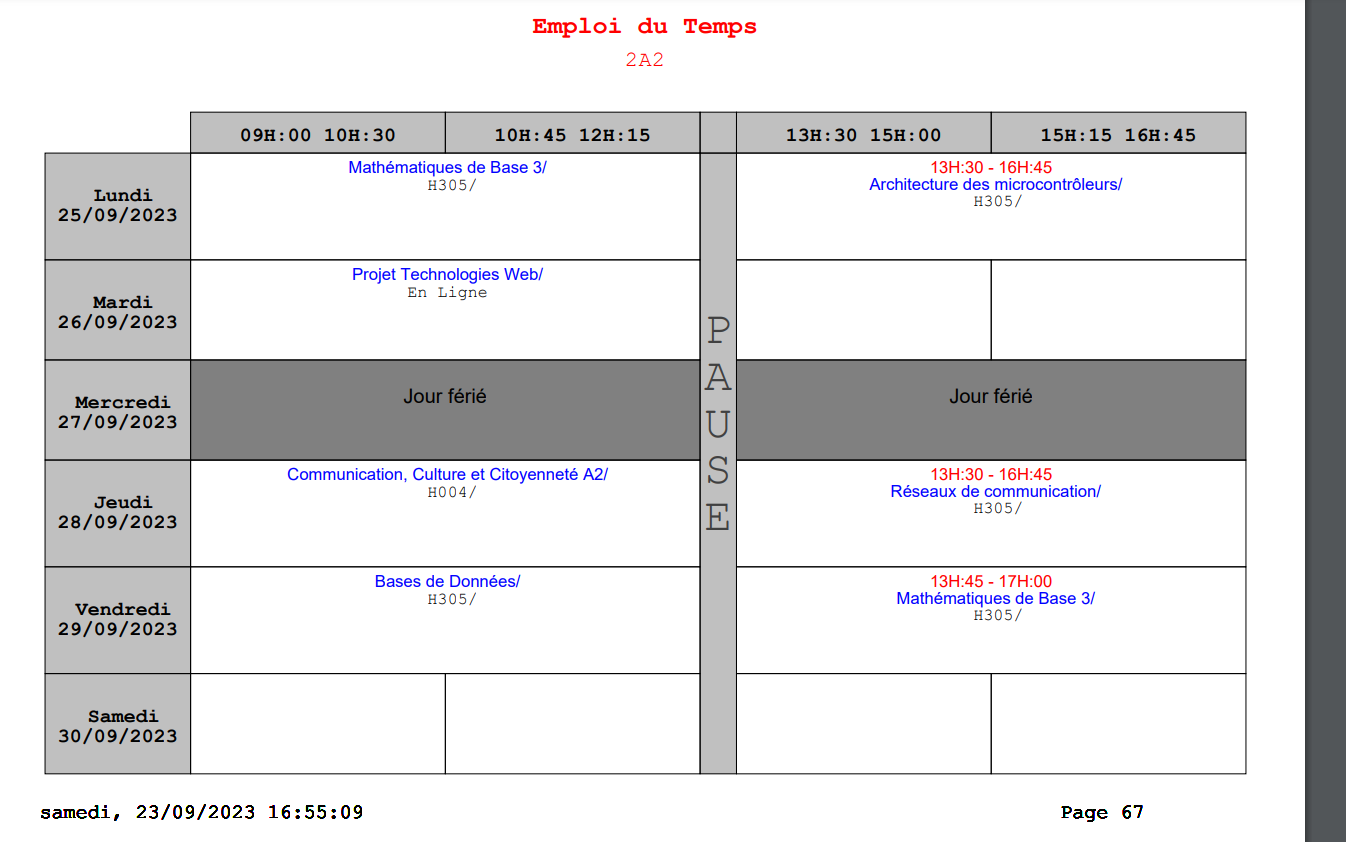 Emploi du Temps
2A2
09H:00 10H:30 10H:45 12H:15 13H:30 15H:00 15H:15 16H:45
Lundi
25/09/2023
Mathématiques de Base 3/
H305/
13H:30 - 16H:45
Architecture des microcontrôleurs/
H305/
Mardi
26/09/2023
Projet Technologies Web/
En Ligne
PAUSE
Mercredi
27/09/2023
Jour férié
Jour férié
Jeudi
28/09/2023
Communication, Culture et Citoyenneté A2/
H004/
13H:30 - 16H:45
Réseaux de communication/
H305/
Vendredi
29/09/2023
Bases de Données/
H305/
13H:45 - 17H:00
Mathématiques de Base 3/
H305/
Samedi
30/09/2023
samedi, 23/09/2023 16:55:09 Page 67